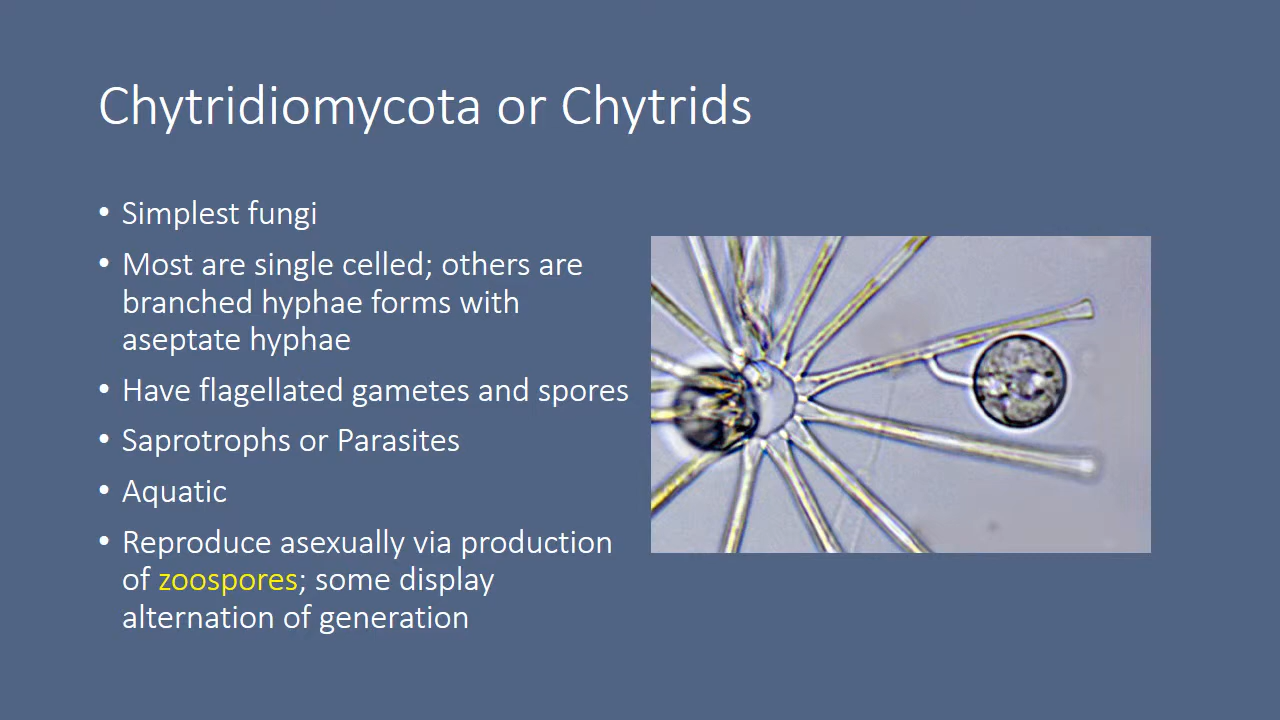 Chytridiomycota or Chytrids
• Simplest fungi
• Most are single celled; others are
branched hyphae forms with
aseptate hyphae
• Have flagellated gametes and spores
• Saprotrophs or Parasites
• Aquatic
• Reproduce asexually via production
of zoospores; some display
alternation of generation